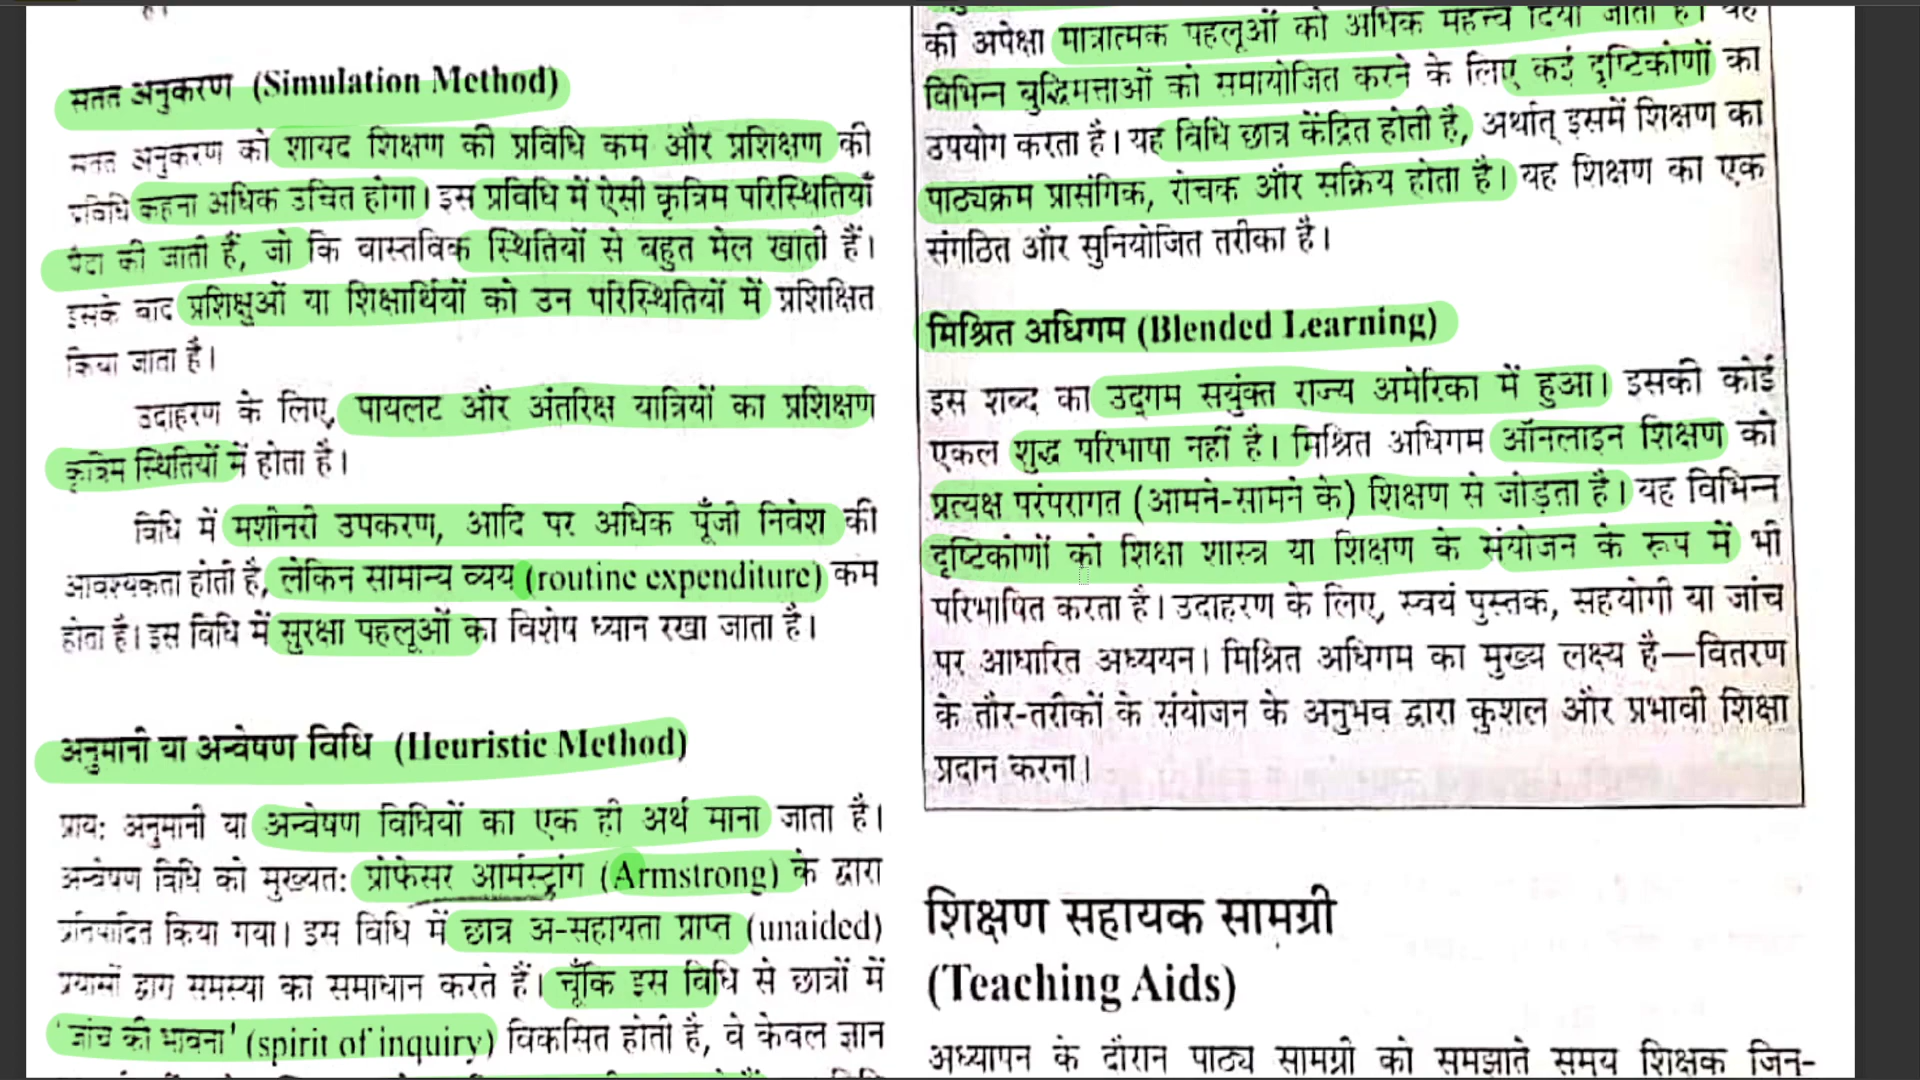 सतत अनुकरण (Simulation Method)
सतत अनुकरण को शायद शिक्षण की प्रविधि कम और प्रशिक्षण की
प्रविधि कहना अधिक उचित होगा। इस प्रविधि में ऐसी कृत्रिम परिस्थितियाँ
पैदा की जाती हैं, जो कि वास्तविक स्थितियों से बहुत मेल खाती हैं।
इसके बाद प्रशिक्षुओं या शिक्षार्थियों को उन परिस्थितियों में प्रशिक्षित
किया जाता है।
उदाहरण के लिए, पायलट और अंतरिक्ष यात्रियों का प्रशिक्षण
कृत्रिम स्थितियों में होता है।
विधि में मशीनरी उपकरण, आदि पर अधिक पूँजी निवेश की
आवश्यकता होती है, लेकिन सामान्य व्यय (routine expenditure) कम
होता है। इस विधि में सुरक्षा पहलूओं का विशेष ध्यान रखा जाता है।
अनुमानी या अन्वेषण विधि (Heuristic Method)
प्राय: अनुमानी या अन्वेषण विधियों का एक ही अर्थ माना जाता है।
अन्वेषण विधि को मुख्यत: प्रोफेसर आर्मस्ट्रांग (Armstrong) के द्वारा
प्रतिपादित किया गया। इस विधि में छात्र अ-सहायता प्राप्त (unaided)
प्रयासों द्वारा समस्या का समाधान करते हैं। चूँकि इस विधि से छात्रों में
'जांच की भावना' (spirit of inquiry) विकसित होती है, वे केवल ज्ञान
की अपेक्षा मात्रात्मक पहलूओं को अधिक महत्त्व दिया जाता है। यह
विभिन्न बुद्धिमत्ताओं को समायोजित करने के लिए कई दृष्टिकोणों का
उपयोग करता है। यह विधि छात्र केंद्रित होती है, अर्थात् इसमें शिक्षण का
पाठ्यक्रम प्रासंगिक, रोचक और सक्रिय होता है। यह शिक्षण का एक
संगठित और सुनियोजित तरीका है।
मिश्रित अधिगम (Blended Learning)
इस शब्द का उद्गम सयुंक्त राज्य अमेरिका में हुआ। इसकी कोई
एकल शुद्ध परिभाषा नहीं है। मिश्रित अधिगम ऑनलाइन शिक्षण को
प्रत्यक्ष परंपरागत (आमने-सामने के) शिक्षण से जोड़ता है। यह विभिन्न
दृष्टिकोणों को शिक्षा शास्त्र या शिक्षण के संयोजन के रूप में भी
परिभाषित करता है। उदाहरण के लिए, स्वयं पुस्तक, सहयोगी या जांच
पर आधारित अध्ययन। मिश्रित अधिगम का मुख्य लक्ष्य है—वितरण
के तौर-तरीकों के संयोजन के अनुभव द्वारा कुशल और प्रभावी शिक्षा
प्रदान करना।
शिक्षण सहायक सामग्री
(Teaching Aids)
अध्यापन के दौरान पाठ्य सामग्री को समझाते समय शिक्षक जिन-